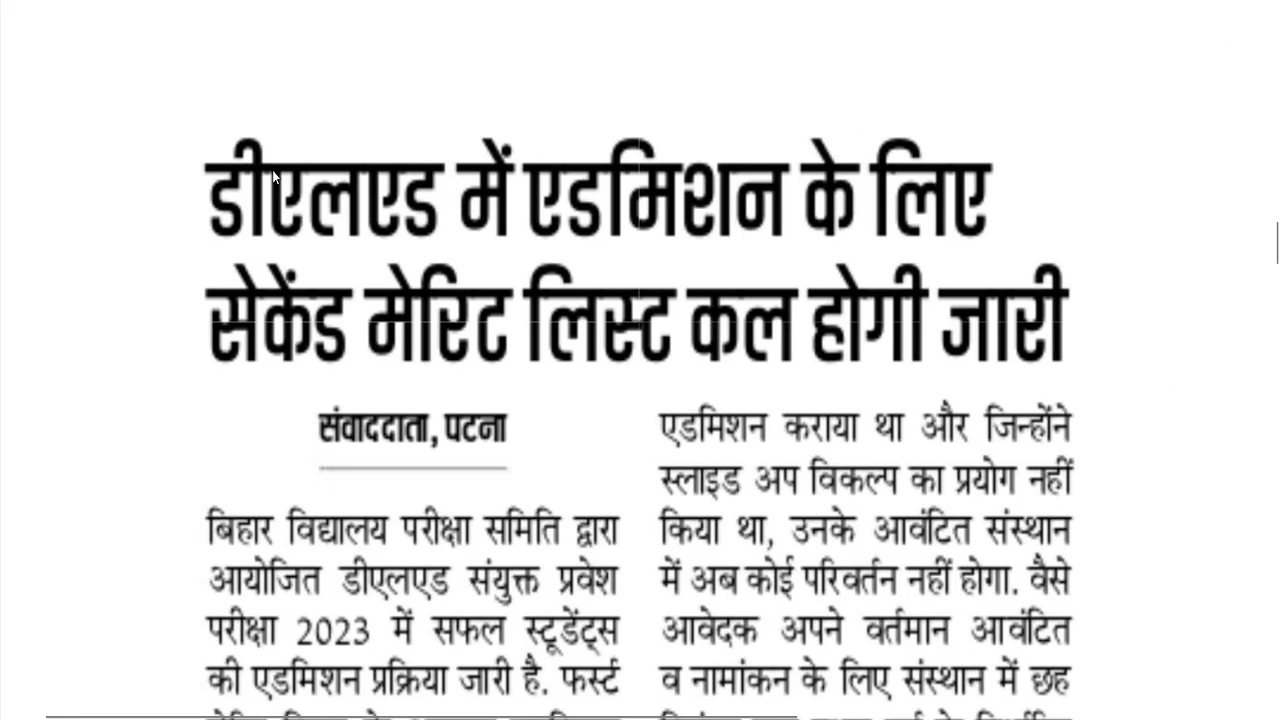 डीएलएड में एडमिशन के लिए
सेकेंड मेरिट लिस्ट कल होगी जारी
संवाददाता, पटना
बिहार विद्यालय परीक्षा समिति द्वारा
आयोजित डीएलएड संयुक्त प्रवेश
परीक्षा 2023 में सफल स्टूडेंट्स
की एडमिशन प्रक्रिया जारी है. फर्स्ट
एडमिशन कराया था और जिन्होंने
स्लाइड अप विकल्प का प्रयोग नहीं
किया था, उनके आवंटित संस्थान
में अब कोई परिवर्तन नहीं होगा. वैसे
आवेदक अपने वर्तमान आवंटित
व नामांकन के लिए संस्थान में छह